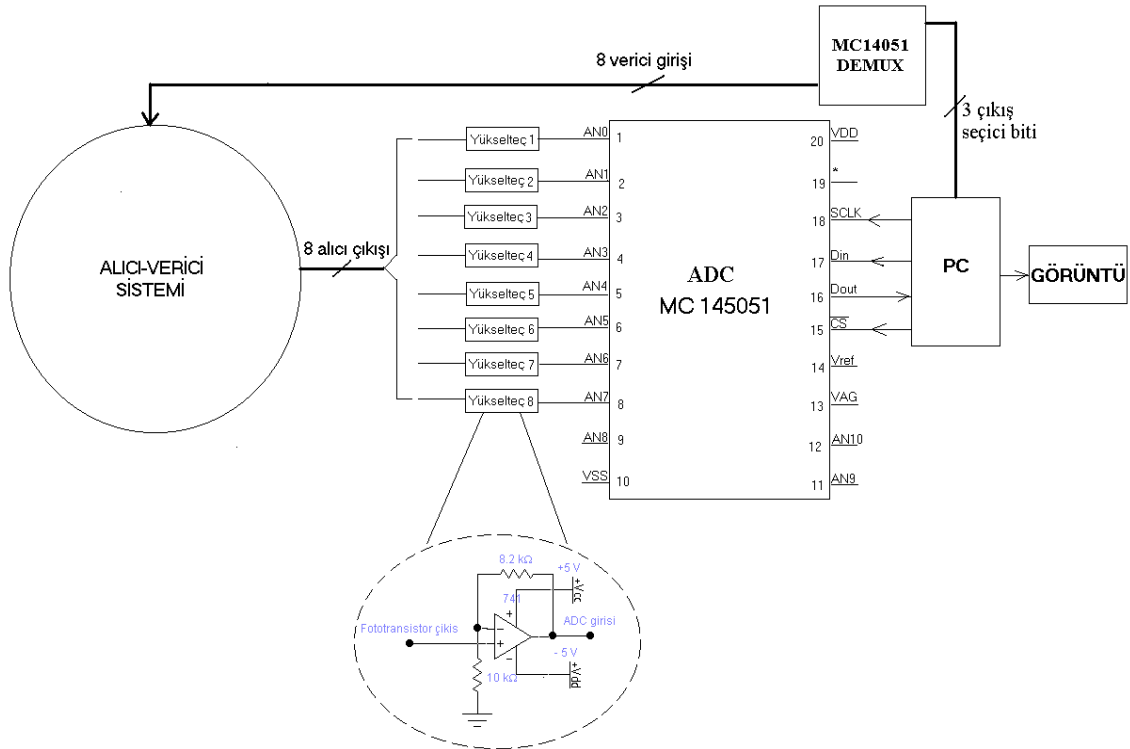 MC14051
DEMUX
8 verici girişi
3 çıkış
seçici biti
ALICI-VERİCİ
SİSTEMİ
8 alıcı çıkışı
Yükselteç 1
Yükselteç 2
Yükselteç 3
Yükselteç 4
Yükselteç 5
Yükselteç 6
Yükselteç 7
Yükselteç 8
AN0 1
AN1 2
AN2 3
AN3 4
AN4 5
AN5 6
AN6 7
AN7 8
AN8 9
VSS 10
ADC
MC 145051
20 VDD
19 *
18 SCLK
17 Din
16 Dout
15 CS
14 Vref
13 VAG
12 AN10
11 AN9
PC
GÖRÜNTÜ
8.2 kΩ
+5 V
+Vcc
741
+
Fototransistor çikis
−
+
ADC girisi
−
- 5 V
+Vdd
10 kΩ